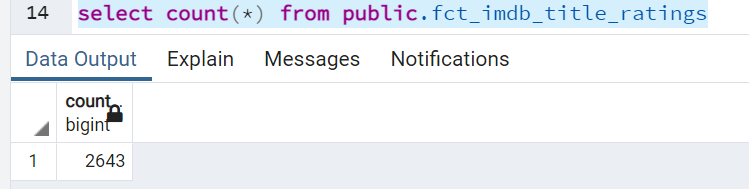 14 select count(*) from public.fct_imdb_title_ratings
Data Output Explain Messages Notifications
count
bigint
1 2643